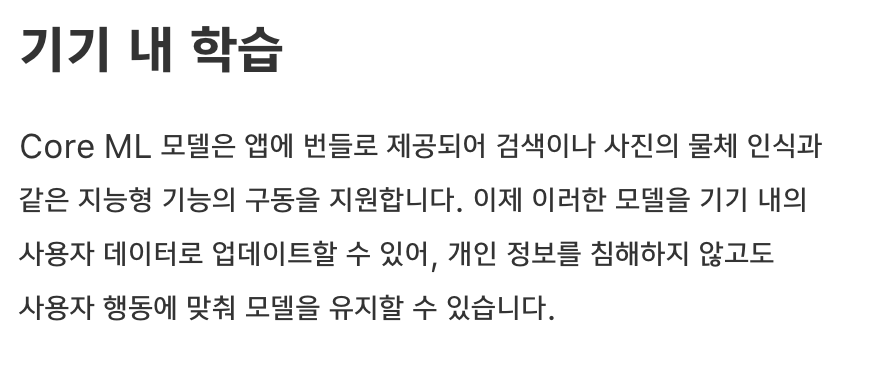 기기 내 학습
Core ML 모델은 앱에 번들로 제공되어 검색이나 사진의 물체 인식과
같은 지능형 기능의 구동을 지원합니다. 이제 이러한 모델을 기기 내의
사용자 데이터로 업데이트할 수 있어, 개인 정보를 침해하지 않고도
사용자 행동에 맞춰 모델을 유지할 수 있습니다.